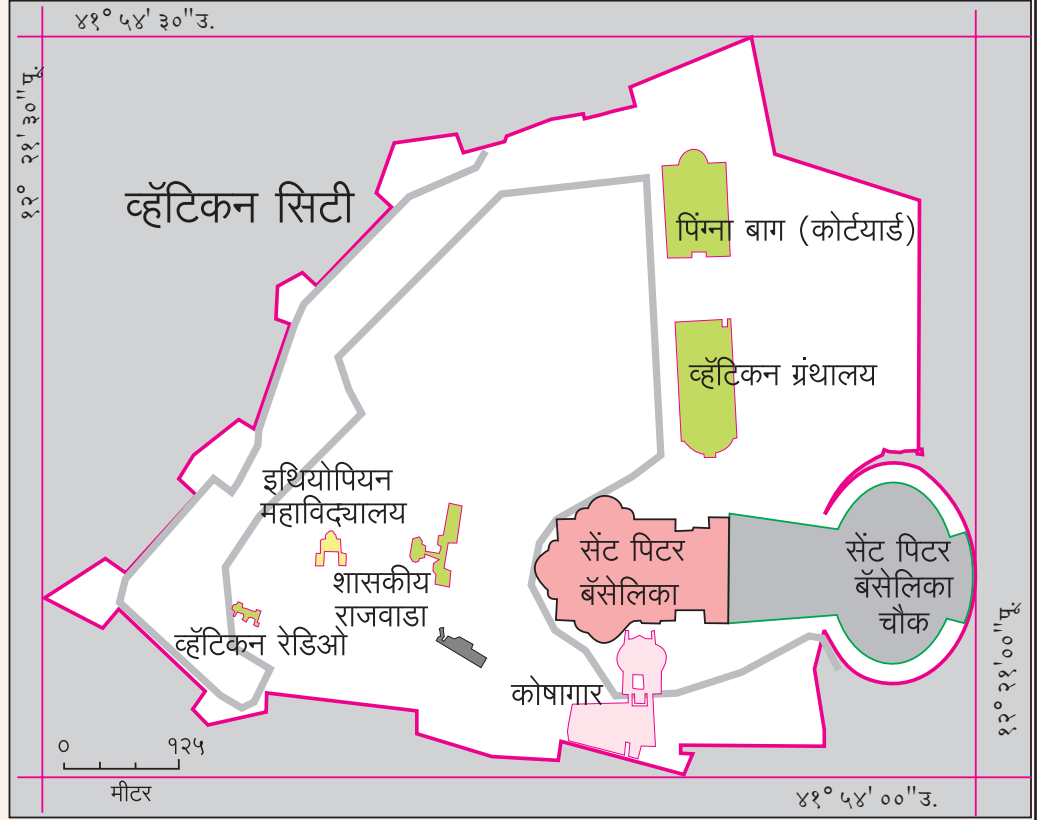 ४१° ५४' ३०"उ.
१२° २१' ३०"पू.
व्हॅटिकन सिटी
पिंग्ना बाग (कोर्टयार्ड)
व्हॅटिकन ग्रंथालय
इथियोपियन
महाविद्यालय
सेंट पिटर
बॅसेलिका
सेंट पिटर
बॅसेलिका
चौक
शासकीय
राजवाडा
व्हॅटिकन रेडिओ
कोषागार
१२° २१'००"पू.
० १२५
मीटर
४१° ५४' ००"उ.